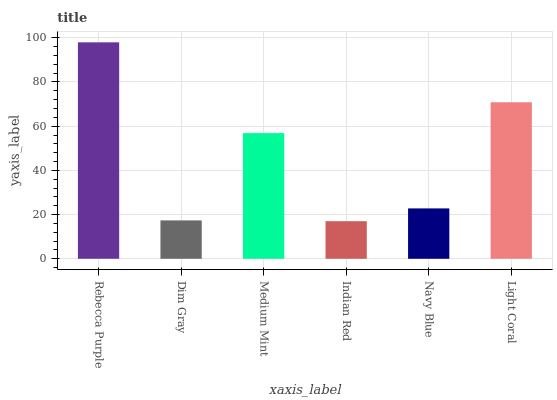 title
yaxis_label
100
80
60
40
20
0
Rebecca Purple
Dim Gray
Medium Mint
Indian Red
Navy Blue
Light Coral
xaxis_label